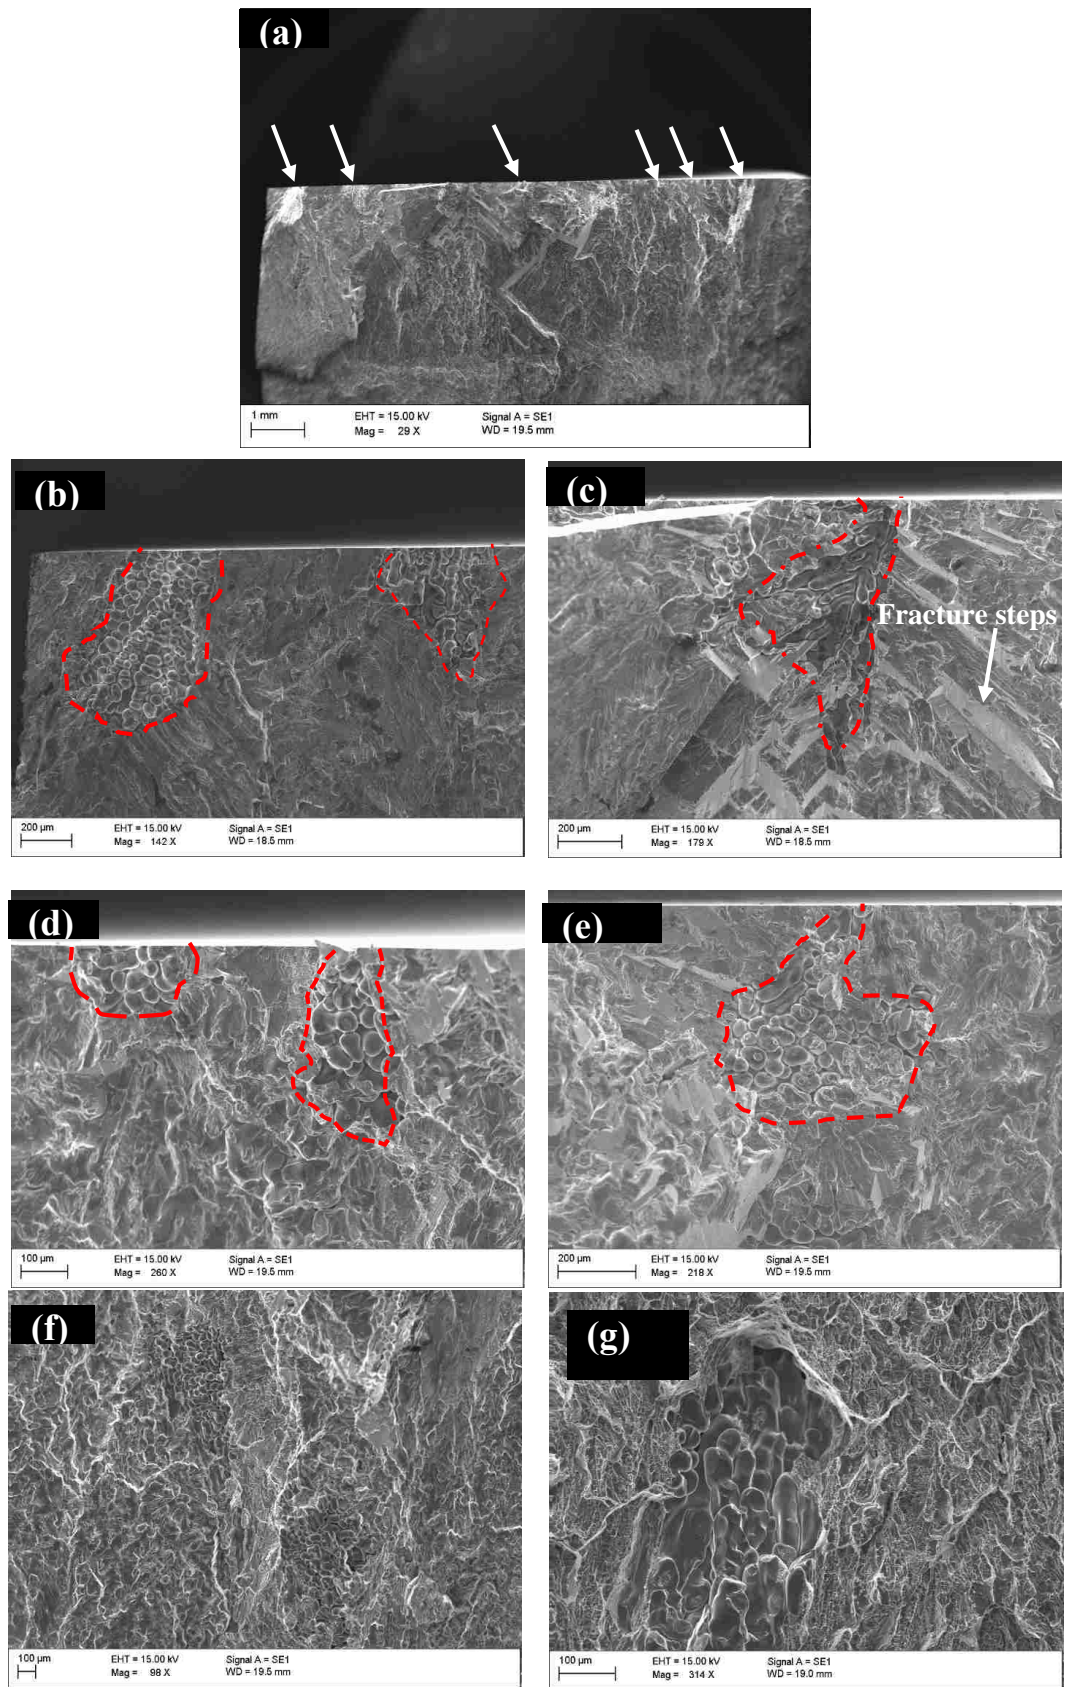 (a)
1 mm EHT = 15.00 kV Signal A = SE1
Mag = 29 X WD = 19.5 mm
(b)
200 µm EHT = 15.00 kV Signal A = SE1
Mag = 142 X WD = 18.5 mm
(c)
Fracture steps
200 µm EHT = 15.00 kV Signal A = SE1
Mag = 179 X WD = 18.5 mm
(d)
100 µm EHT = 15.00 kV Signal A = SE1
Mag = 260 X WD = 19.5 mm
(e)
200 µm EHT = 15.00 kV Signal A = SE1
Mag = 218 X WD = 19.5 mm
(f)
100 µm EHT = 15.00 kV Signal A = SE1
Mag = 98 X WD = 19.5 mm
(g)
100 µm EHT = 15.00 kV Signal A = SE1
Mag = 314 X WD = 19.0 mm